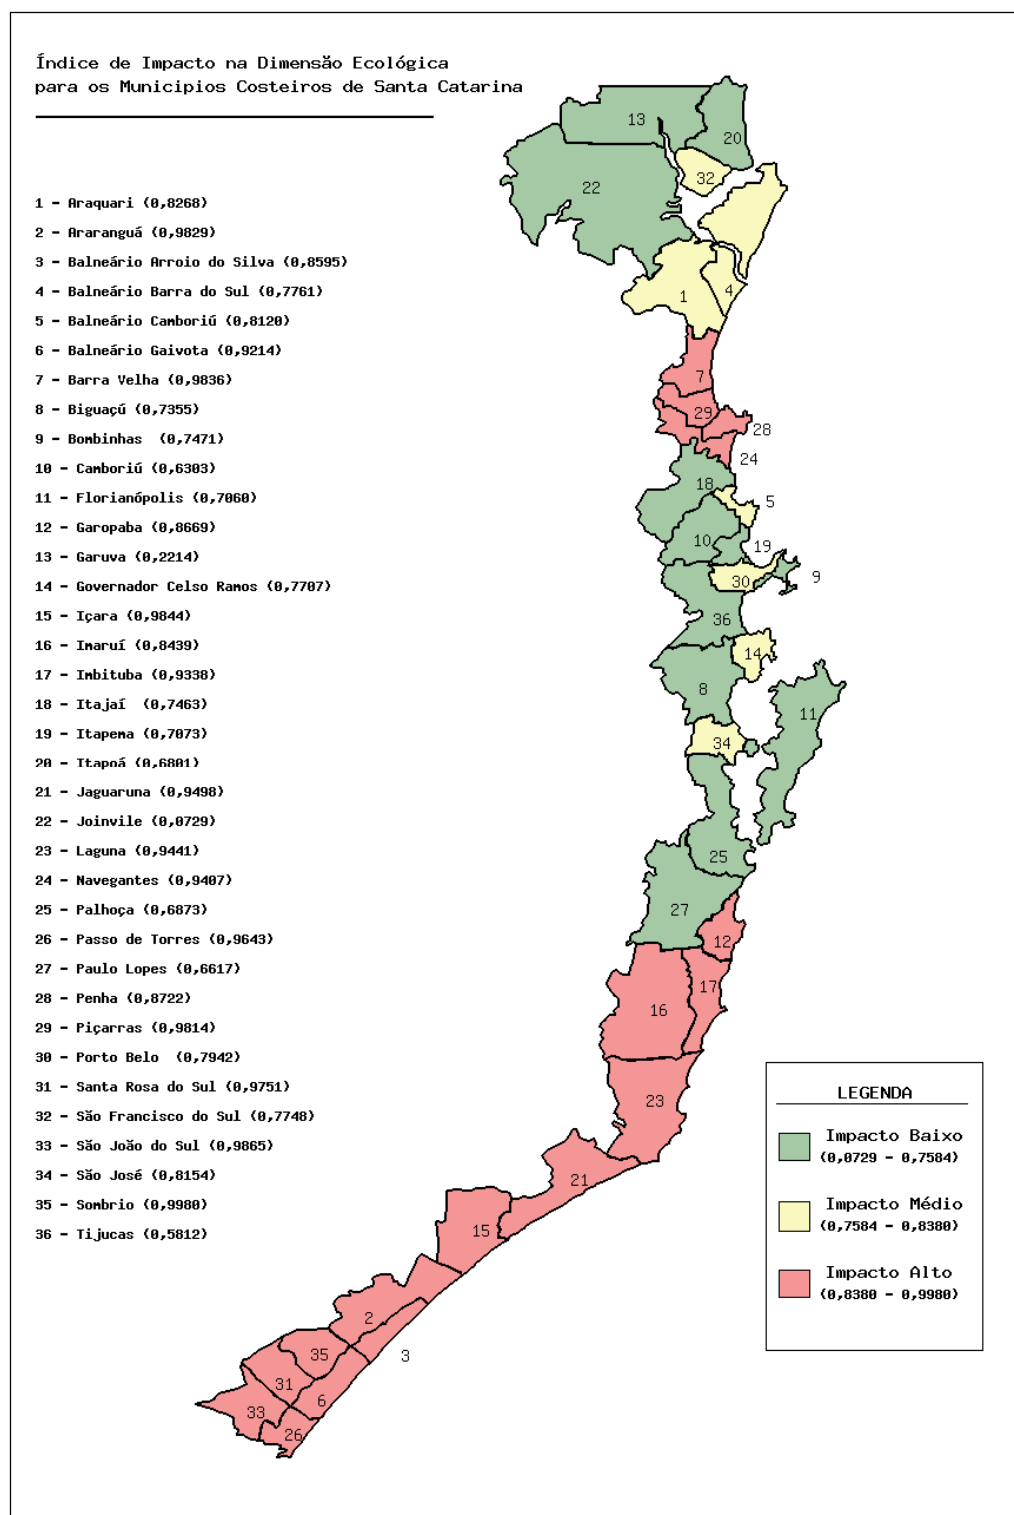 Índice de Impacto na Dimensão Ecológica
para os Municipios Costeiros de Santa Catarina
1 - Araquari (0,8268)
2 - Araranguá (0,9829)
3 - Balneário Arroio do Silva (0,8595)
4 - Balneário Barra do Sul (0,7761)
5 - Balneário Camboriú (0,8120)
6 - Balneário Gaivota (0,9214)
7 - Barra Velha (0,9836)
8 - Biguaçú (0,7355)
9 - Bombinhas (0,7471)
10 - Camboriú (0,6303)
11 - Florianópolis (0,7060)
12 - Garopaba (0,8669)
13 - Garuva (0,2214)
14 - Governador Celso Ramos (0,7707)
15 - Içara (0,9844)
16 - Imaruí (0,8439)
17 - Imbituba (0,9338)
18 - Itajaí (0,7463)
19 - Itapema (0,7073)
20 - Itapoá (0,6801)
21 - Jaguaruna (0,9498)
22 - Joinvile (0,0729)
23 - Laguna (0,9441)
24 - Navegantes (0,9407)
25 - Palhoça (0,6873)
26 - Passo de Torres (0,9643)
27 - Paulo Lopes (0,6617)
28 - Penha (0,8722)
29 - Piçarras (0,9814)
30 - Porto Belo (0,7942)
31 - Santa Rosa do Sul (0,9751)
32 - São Francisco do Sul (0,7748)
33 - São João do Sul (0,9865)
34 - São José (0,8154)
35 - Sombrio (0,9980)
36 - Tijucas (0,5812)
13
20
32
22
1
4
7
29
28
24
18
5
10
19
30
9
36
14
8
11
34
25
27
12
17
16
23
21
15
2
3
35
31
6
33
26
LEGENDA
Impacto Baixo
(0,0729 - 0,7584)
Impacto Médio
(0,7584 - 0,8380)
Impacto Alto
(0,8380 - 0,9980)